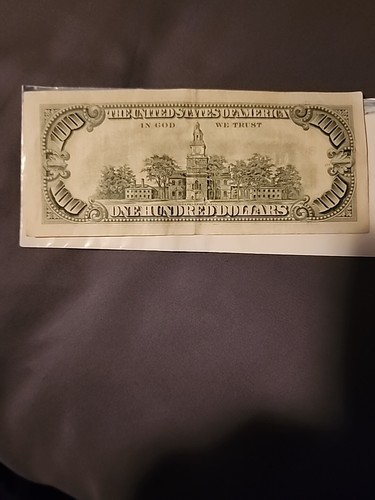 THE UNITED STATES OF AMERICA
IN GOD WE TRUST
100 100
100 100
ONE HUNDRED DOLLARS